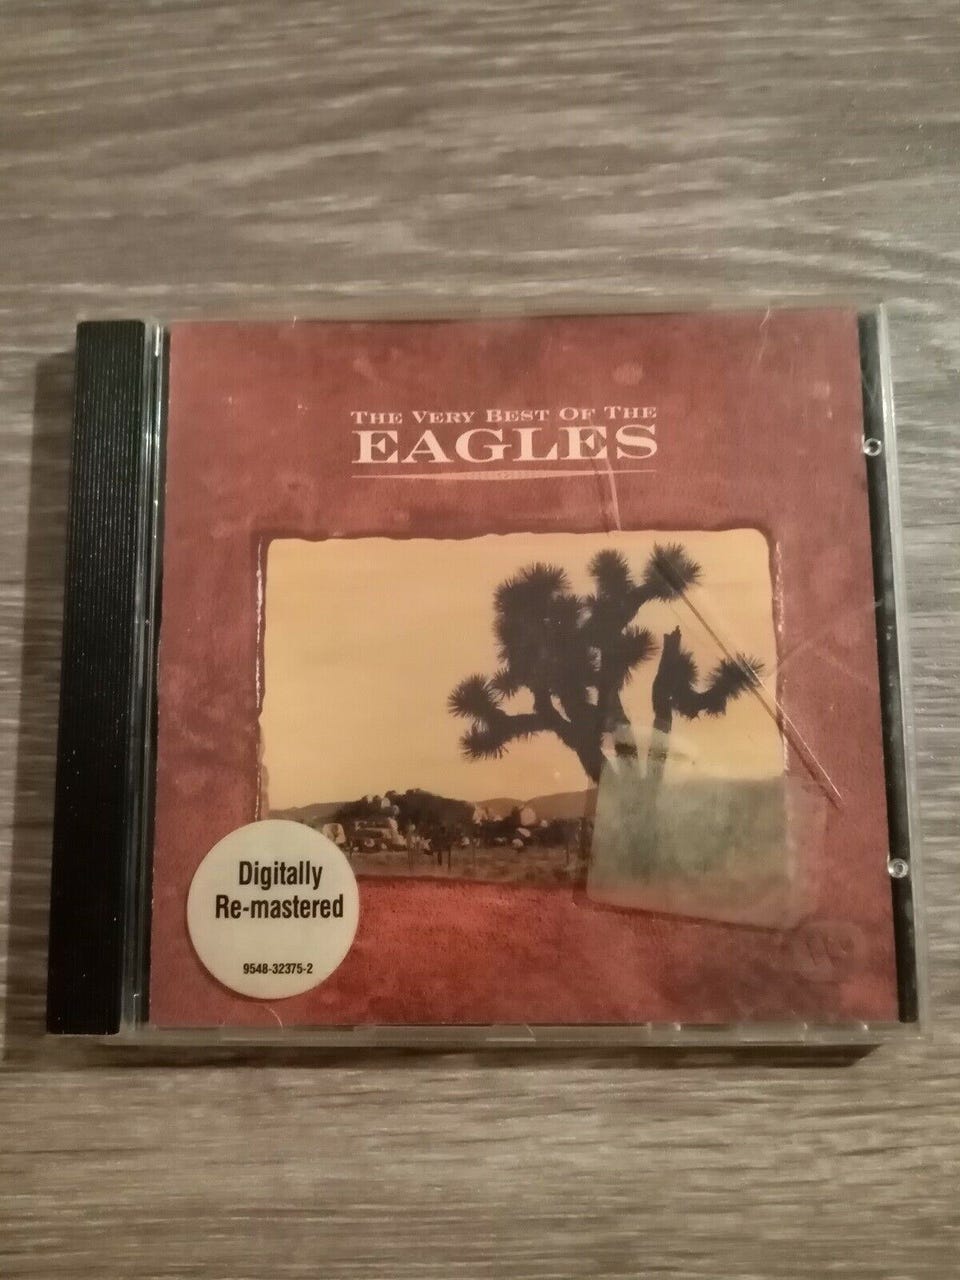 THE VERY BEST OF THE
EAGLES
Digitally
Re-mastered
9548-32375-2